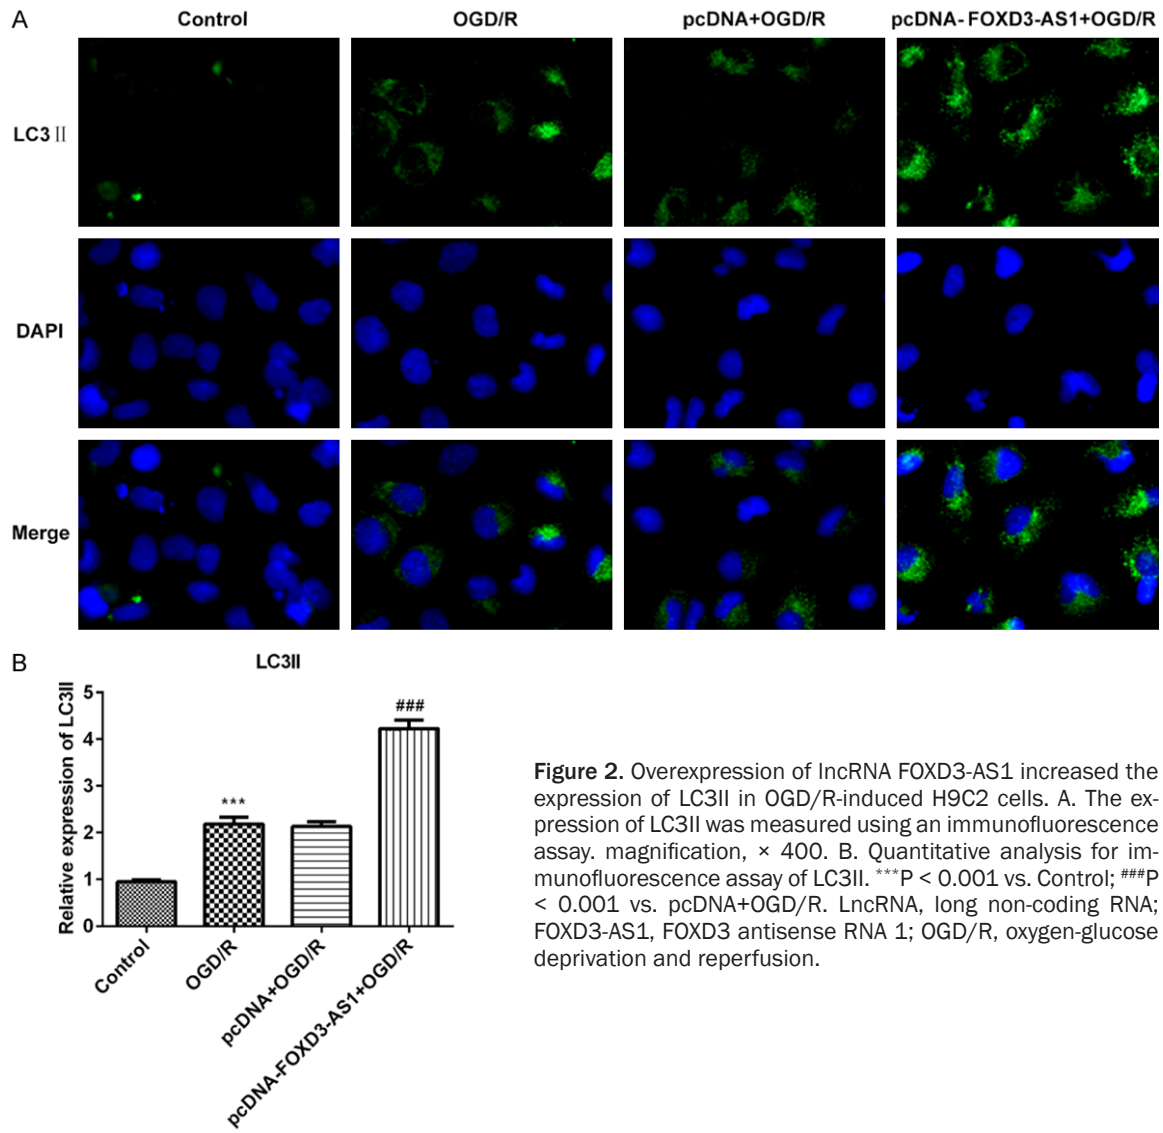 A
Control
OGD/R
pcDNA+OGD/R
pcDNA-FOXD3-AS1+OGD/R
LC3Ⅱ
DAPI
Merge
B
LC3II
Relative expression of LC3II
5
4
3
2
1
0
***
###
Control
OGD/R
pcDNA+OGD/R
pcDNA-FOXD3-AS1+OGD/R
Figure 2. Overexpression of lncRNA FOXD3-AS1 increased the
expression of LC3II in OGD/R-induced H9C2 cells. A. The ex-
pression of LC3II was measured using an immunofluorescence
assay. magnification, × 400. B. Quantitative analysis for im-
munofluorescence assay of LC3II. ***P < 0.001 vs. Control; ###P
< 0.001 vs. pcDNA+OGD/R. LncRNA, long non-coding RNA;
FOXD3-AS1, FOXD3 antisense RNA 1; OGD/R, oxygen-glucose
deprivation and reperfusion.